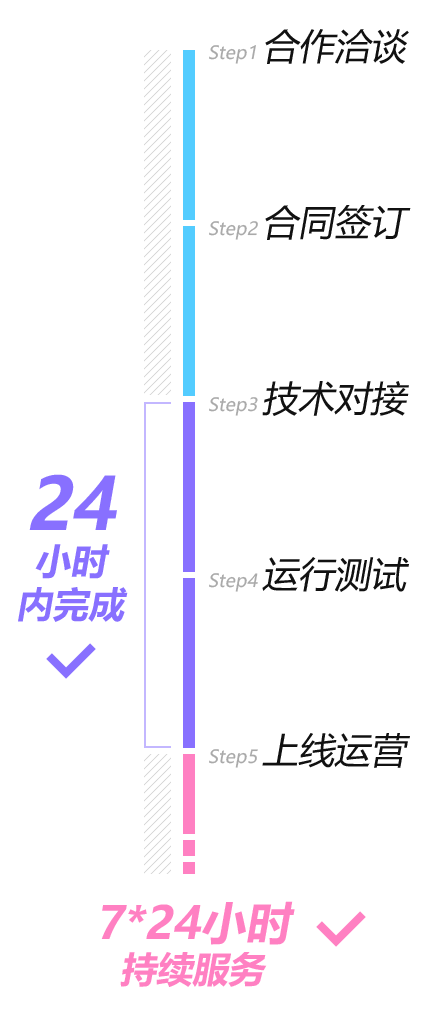 Step1 合作洽谈
Step2 合同签订
Step3 技术对接
24
小时
内完成
Step4 运行测试
Step5 上线运营
7*24小时
持续服务